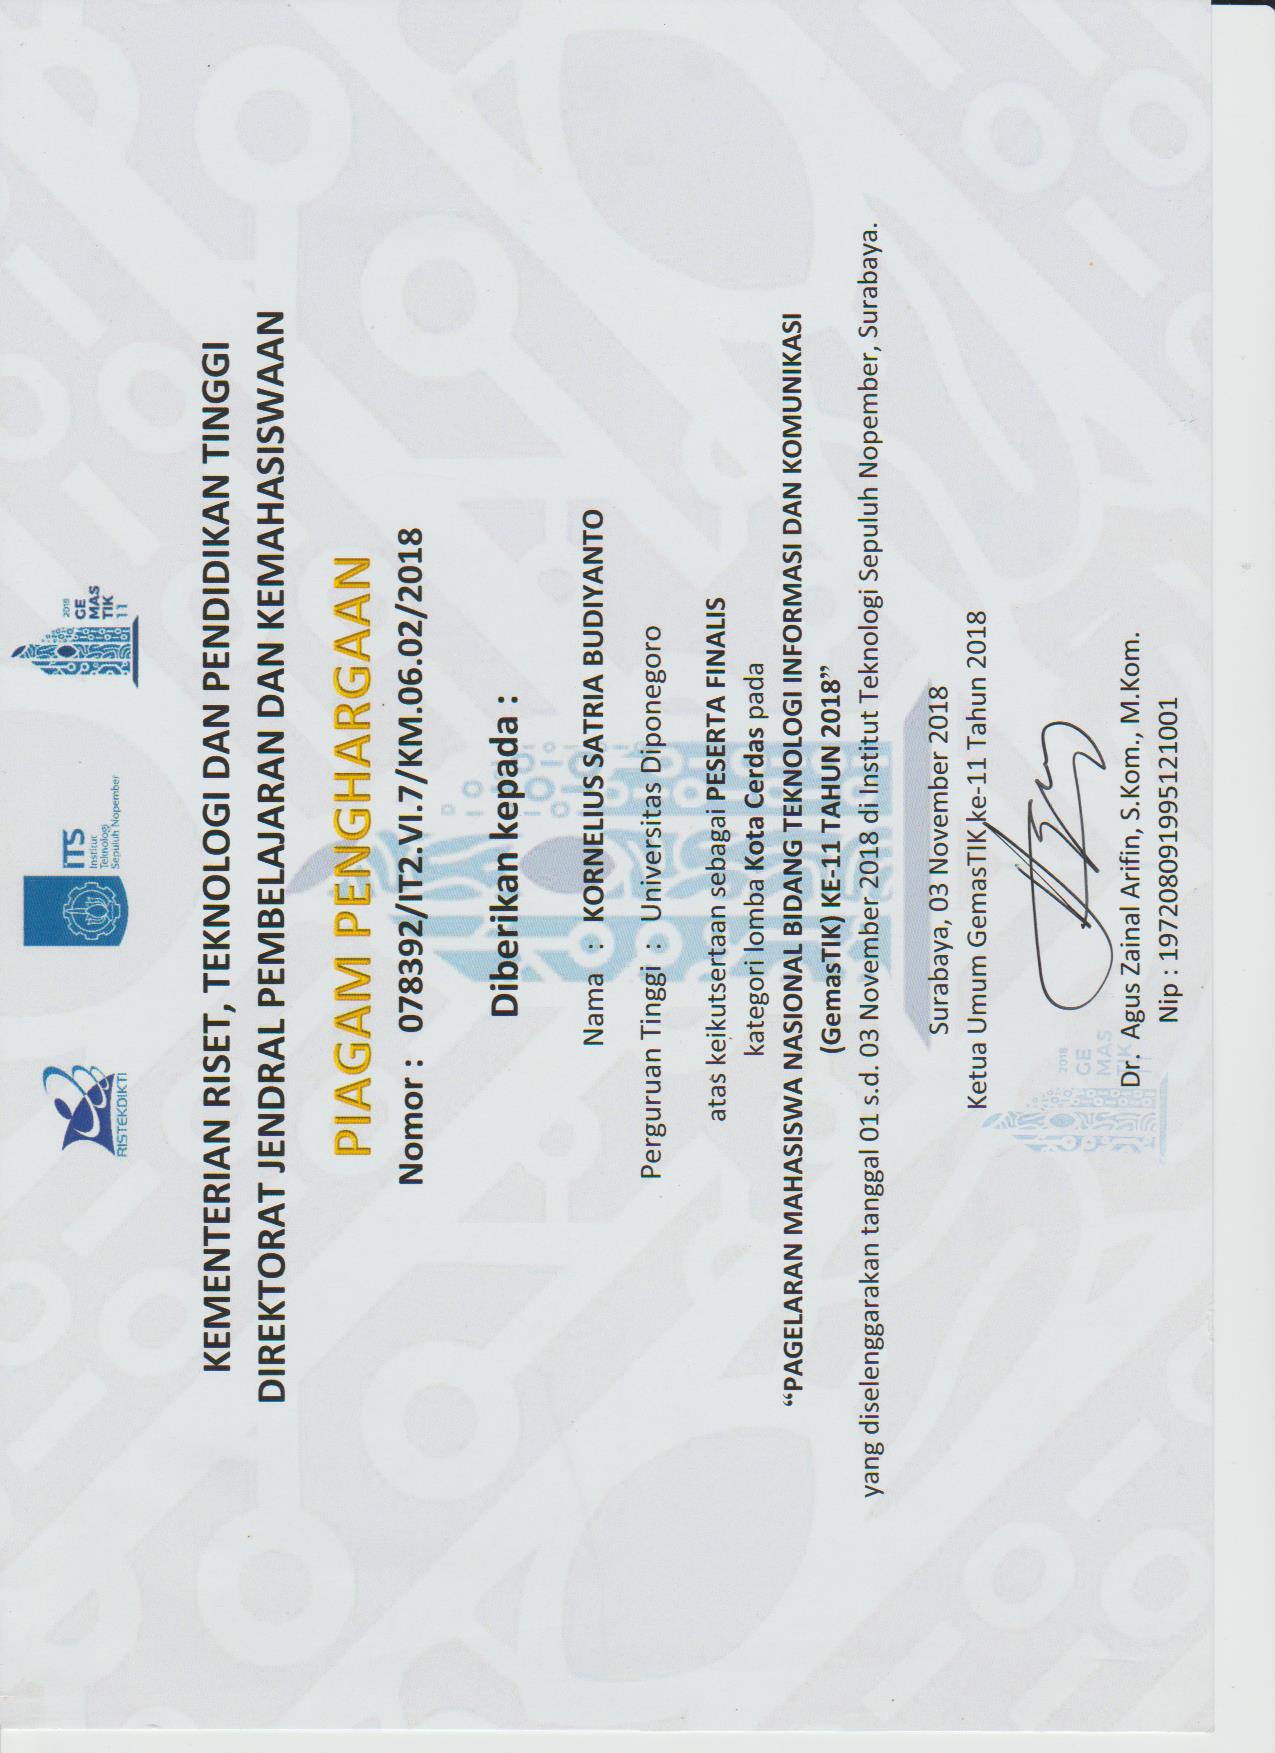 RISTEKDIKTI
ITS
Institut
Teknologi
Sepuluh Nopember
2018
GE
MAS
TIK
11
KEMENTERIAN RISET, TEKNOLOGI DAN PENDIDIKAN TINGGI
DIREKTORAT JENDRAL PEMBELAJARAN DAN KEMAHASISWAAN
PIAGAM PENGHARGAAN
Nomor : 078392/IT2.VI.7/KM.06.02/2018
Diberikan kepada :
Nama : KORNELIUS SATRIA BUDIYANTO
Perguruan Tinggi : Universitas Diponegoro
atas keikutsertaan sebagai PESERTA FINALIS
kategori lomba Kota Cerdas pada
“PAGELARAN MAHASISWA NASIONAL BIDANG TEKNOLOGI INFORMASI DAN KOMUNIKASI
(GemasTIK) KE-11 TAHUN 2018”
yang diselenggarakan tanggal 01 s.d. 03 November 2018 di Institut Teknologi Sepuluh Nopember, Surabaya.
Surabaya, 03 November 2018
Ketua Umum GemasTIK ke-11 Tahun 2018
2018
GE
MAS
TIK
11
Dr. Agus Zainal Arifin, S.Kom., M.Kom.
Nip : 197208091995121001